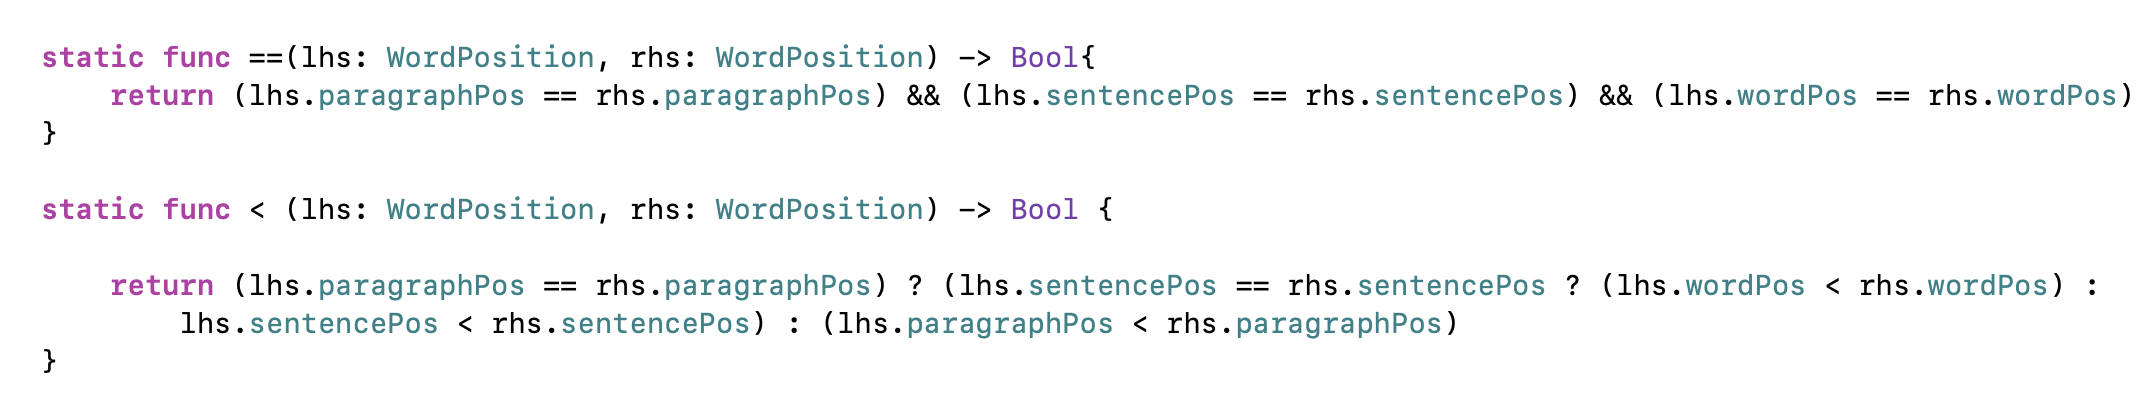 static func ==(lhs: WordPosition, rhs: WordPosition) -> Bool{
    return (lhs.paragraphPos == rhs.paragraphPos) && (lhs.sentencePos == rhs.sentencePos) && (lhs.wordPos == rhs.wordPos)
}
static func < (lhs: WordPosition, rhs: WordPosition) -> Bool {
    return (lhs.paragraphPos == rhs.paragraphPos) ? (lhs.sentencePos == rhs.sentencePos ? (lhs.wordPos < rhs.wordPos) :
        lhs.sentencePos < rhs.sentencePos) : (lhs.paragraphPos < rhs.paragraphPos)
}